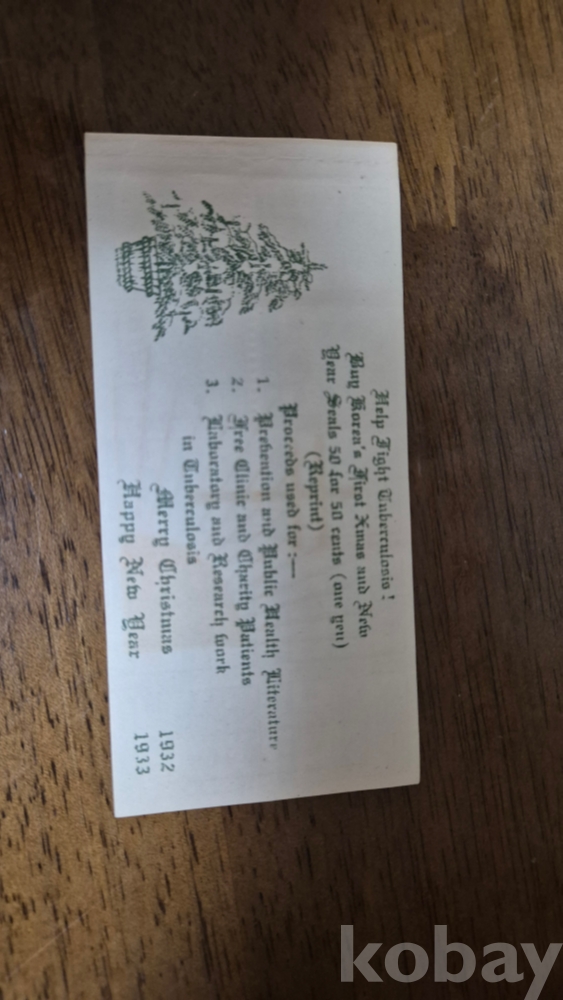 Help Fight Tuberculosis!
Buy Korea's First Xmas and New
Year Seals 50 for 50 cents (one yen)
(Reprint)
Proceeds used for :—
1. Prevention and Public Health Literature
2. Free Clinic and Charity Patients
3. Laboratory and Research work
in Tuberculosis
Merry Christmas 1932
Happy New Year 1933
kobay